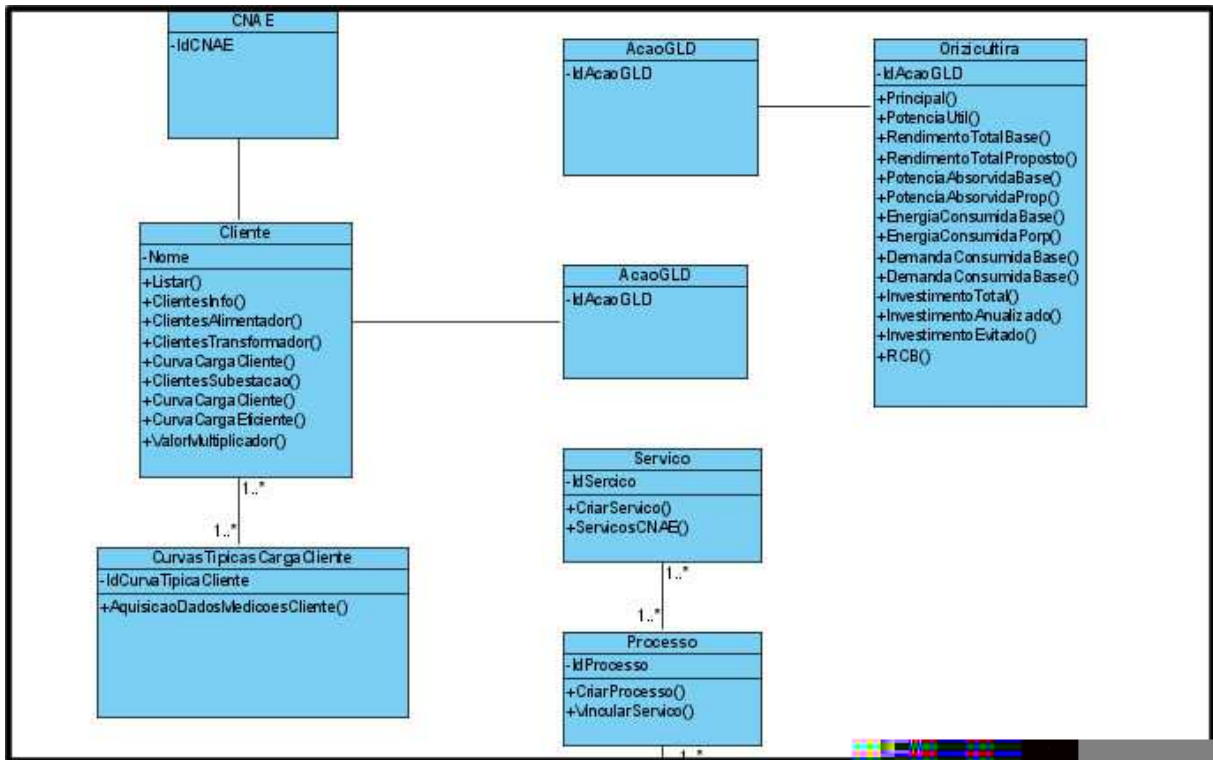 CNAE
-IdCNAE
Cliente
-Nome
+Listar()
+ClientesInfo()
+ClientesAlimentador()
+ClientesTransformador()
+CurvaCargaCliente()
+ClientesSubestacao()
+CurvaCargaCliente()
+CurvaCargaEficiente()
+ValorMultiplicador()
1..*
1..*
CurvasTipicasCargaCliente
-IdCurvaTipicaCliente
+AquisicaoDadosMedicoesCliente()
AcaoGLD
-IdAcaoGLD
AcaoGLD
-IdAcaoGLD
Servico
-IdSercico
+CriarServico()
+ServicosCNAE()
1..*
1..*
Processo
-IdProcesso
+CriarProcesso()
+VincularServico()
1..*
Orizicultira
-IdAcaoGLD
+Principal()
+PotenciaUtil()
+RendimentoTotalBase()
+RendimentoTotalProposto()
+PotenciaAbsorvidaBase()
+PotenciaAbsorvidaProp()
+EnergiaConsumidaBase()
+EnergiaConsumidaPorp()
+DemandaConsumidaBase()
+DemandaConsumidaBase()
+InvestimentoTotal()
+InvestimentoAnualizado()
+InvestimentoEvitado()
+RCB()